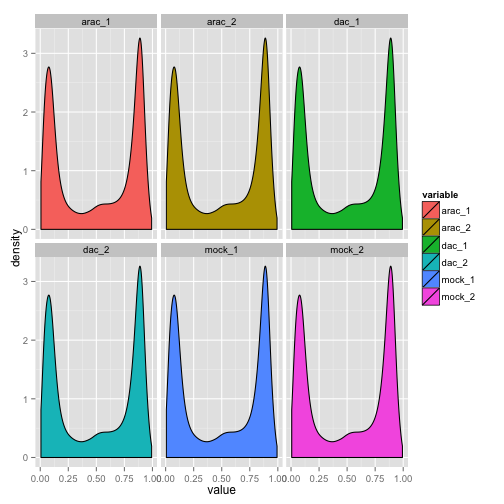 arac_1 arac_2 dac_1
3
2
1
0
density
dac_2 mock_1 mock_2
3
2
1
0
0.00 0.25 0.50 0.75 1.00 0.00 0.25 0.50 0.75 1.00 0.00 0.25 0.50 0.75 1.00
value
variable
arac_1
arac_2
dac_1
dac_2
mock_1
mock_2